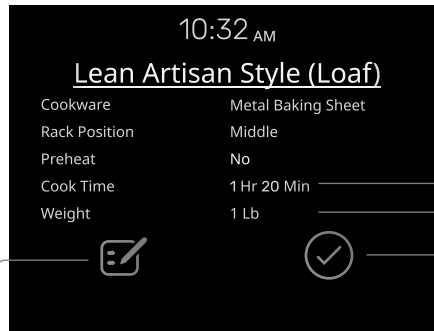 10:32 AM
Lean Artisan Style (Loaf)
Cookware Metal Baking Sheet
Rack Position Middle
Preheat No
Cook Time 1 Hr 20 Min
Weight 1 Lb